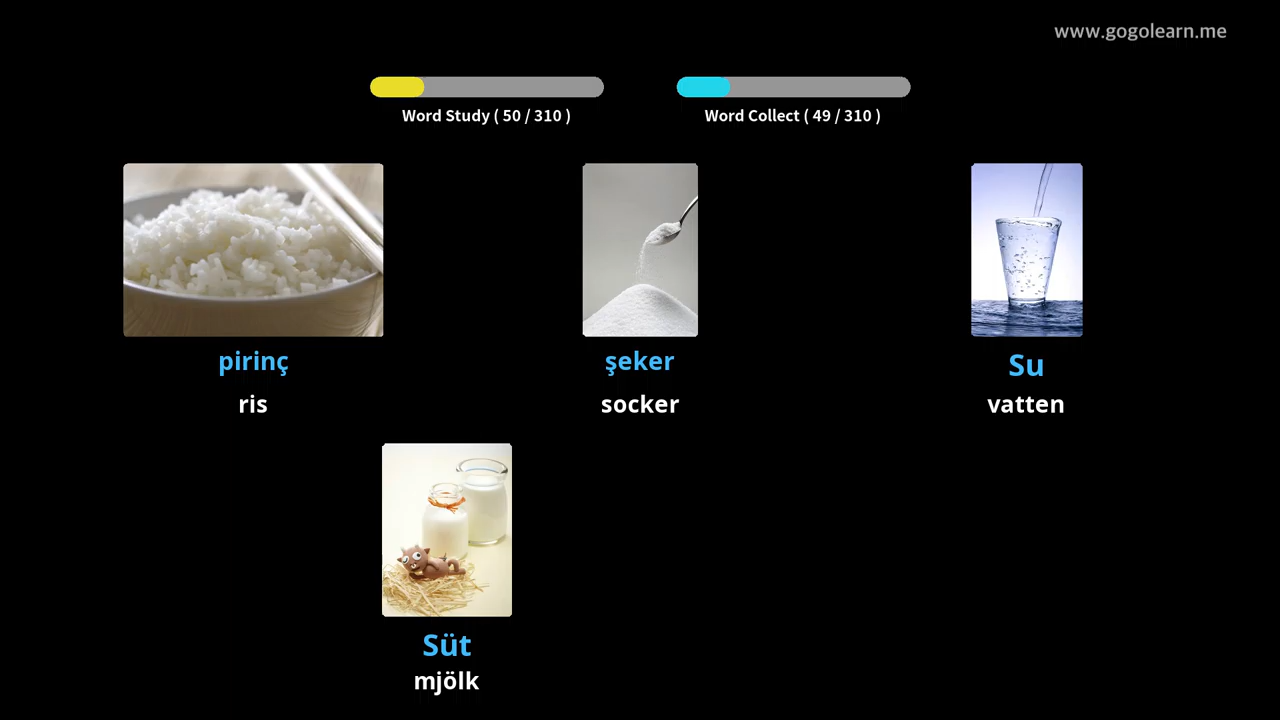 www.gogolearn.me
Word Study ( 50 / 310 )
Word Collect ( 49 / 310 )
pirinç
ris
şeker
socker
Su
vatten
Süt
mjölk